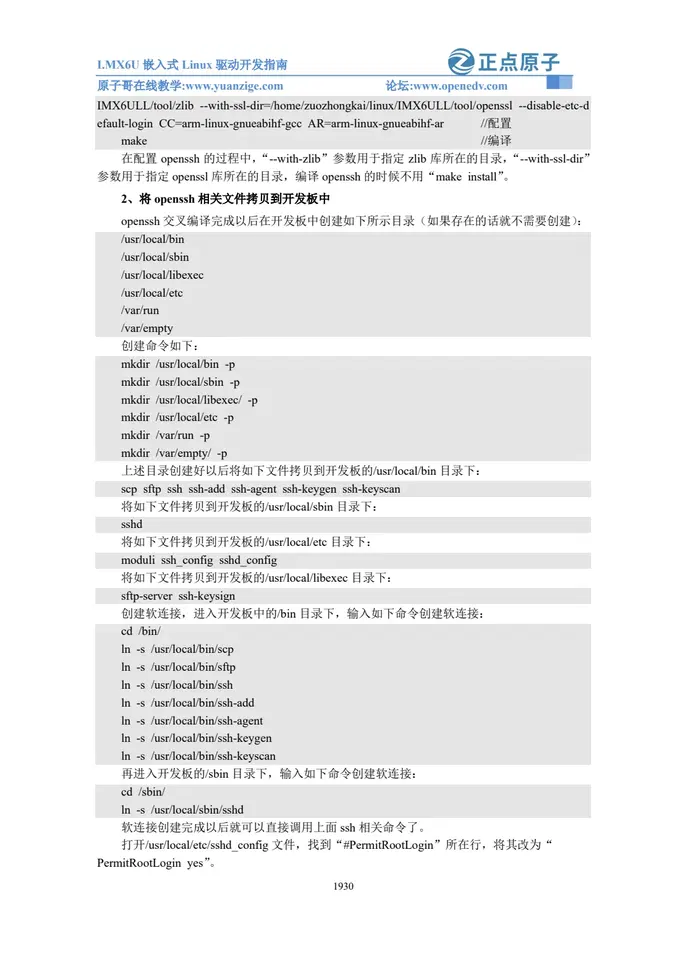 I.MX6U 嵌入式 Linux 驱动开发指南
正点原子
原子哥在线教学:www.yuanzige.com 论坛:www.openedv.com
IMX6ULL/tool/zlib --with-ssl-dir=/home/zuozhongkai/linux/IMX6ULL/tool/openssl --disable-etc-d
efault-login CC=arm-linux-gnueabihf-gcc AR=arm-linux-gnueabihf-ar //配置
make //编译
在配置 openssh 的过程中，“--with-zlib”参数用于指定 zlib 库所在的目录，“--with-ssl-dir”
参数用于指定 openssl 库所在的目录，编译 openssh 的时候不用“make install”。
2、将 openssh 相关文件拷贝到开发板中
openssh 交叉编译完成以后在开发板中创建如下所示目录（如果存在的话就不需要创建）：
/usr/local/bin
/usr/local/sbin
/usr/local/libexec
/usr/local/etc
/var/run
/var/empty
创建命令如下：
mkdir /usr/local/bin -p
mkdir /usr/local/sbin -p
mkdir /usr/local/libexec/ -p
mkdir /usr/local/etc -p
mkdir /var/run -p
mkdir /var/empty/ -p
上述目录创建好以后将如下文件拷贝到开发板的/usr/local/bin 目录下：
scp sftp ssh ssh-add ssh-agent ssh-keygen ssh-keyscan
将如下文件拷贝到开发板的/usr/local/sbin 目录下：
sshd
将如下文件拷贝到开发板的/usr/local/etc 目录下：
moduli ssh_config sshd_config
将如下文件拷贝到开发板的/usr/local/libexec 目录下：
sftp-server ssh-keysign
创建软连接，进入开发板中的/bin 目录下，输入如下命令创建软连接：
cd /bin/
ln -s /usr/local/bin/scp
ln -s /usr/local/bin/sftp
ln -s /usr/local/bin/ssh
ln -s /usr/local/bin/ssh-add
ln -s /usr/local/bin/ssh-agent
ln -s /usr/local/bin/ssh-keygen
ln -s /usr/local/bin/ssh-keyscan
再进入开发板的/sbin 目录下，输入如下命令创建软连接：
cd /sbin/
ln -s /usr/local/sbin/sshd
软连接创建完成以后就可以直接调用上面 ssh 相关命令了。
打开/usr/local/etc/sshd_config 文件，找到“#PermitRootLogin”所在行，将其改为“
PermitRootLogin yes”。
1930